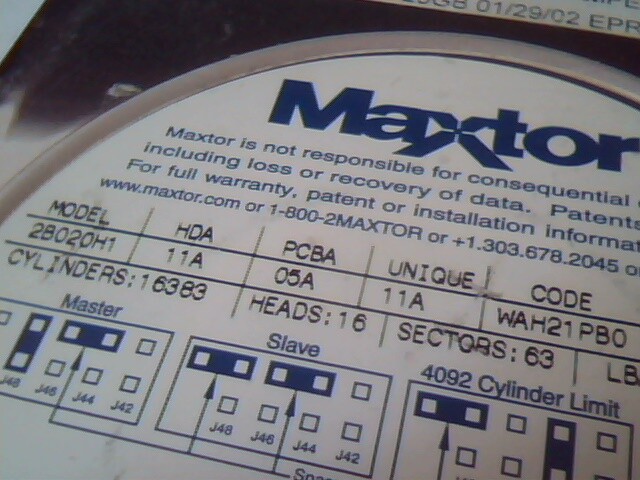 01/29/02 EPR
Maxtor
Maxtor is not responsible for consequential
including loss or recovery of data. Patents
For full warranty, patent or installation informat
www.maxtor.com or 1-800-2MAXTOR or +1.303.678.2045 o
MODEL HDA PCBA UNIQUE CODE
2B020H1 11A 05A 11A WAH21PB0
CYLINDERS:16383 HEADS:16 SECTORS:63 LB
Master Slave 4092 Cylinder Limit
J48 J46 J44 J42 J48 J46 J44 J42